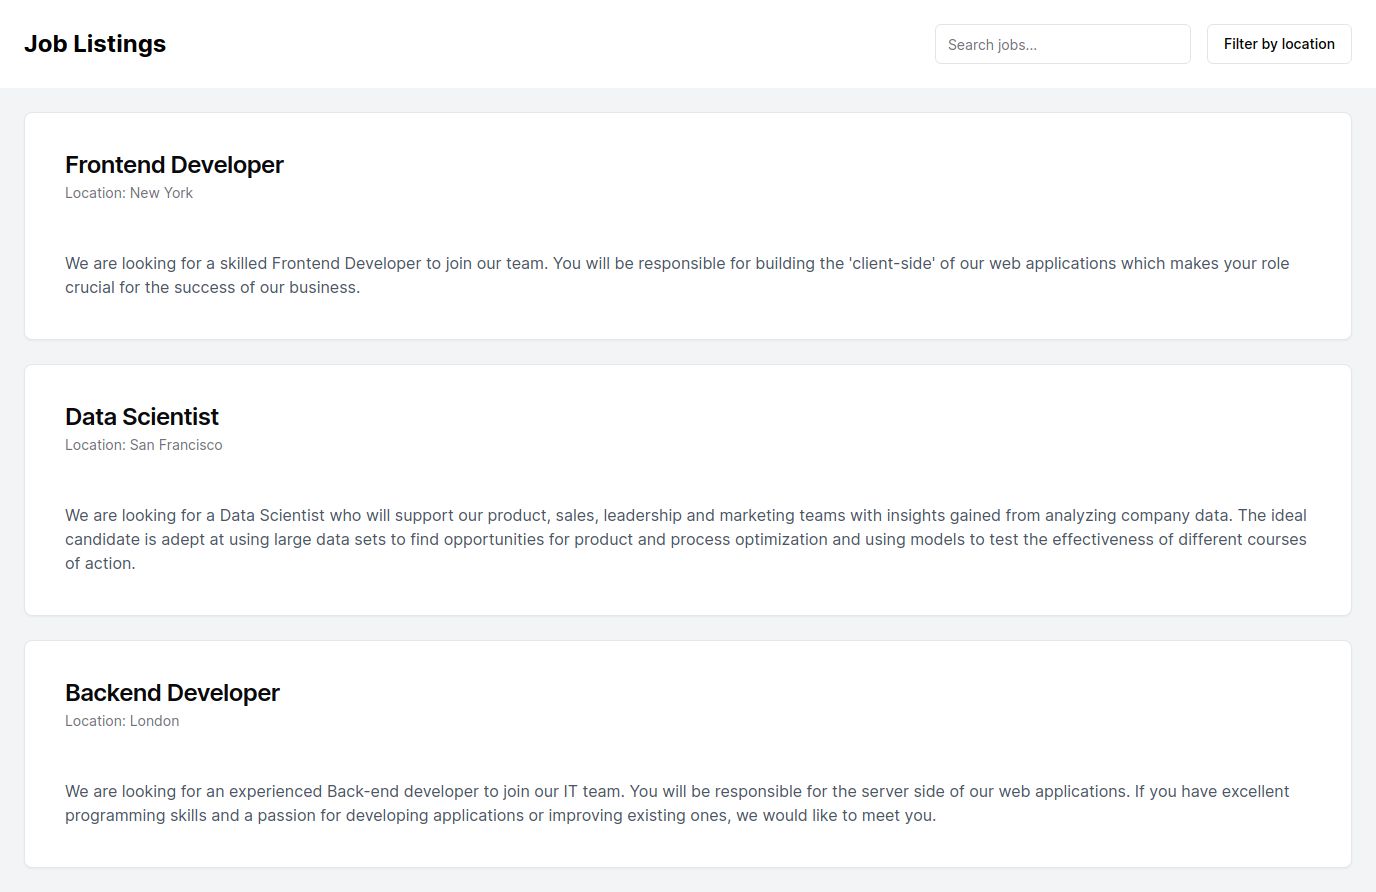 Job Listings
Search jobs...
Filter by location
Frontend Developer
Location: New York
We are looking for a skilled Frontend Developer to join our team. You will be responsible for building the 'client-side' of our web applications which makes your role
crucial for the success of our business.
Data Scientist
Location: San Francisco
We are looking for a Data Scientist who will support our product, sales, leadership and marketing teams with insights gained from analyzing company data. The ideal
candidate is adept at using large data sets to find opportunities for product and process optimization and using models to test the effectiveness of different courses
of action.
Backend Developer
Location: London
We are looking for an experienced Back-end developer to join our IT team. You will be responsible for the server side of our web applications. If you have excellent
programming skills and a passion for developing applications or improving existing ones, we would like to meet you.